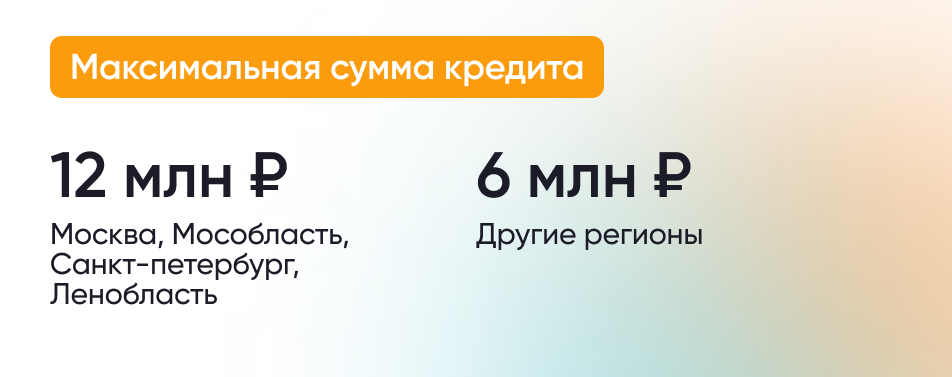 Максимальная сумма кредита
12 млн ₽
Москва, Мособласть,
Санкт-петербург,
Ленобласть
6 млн ₽
Другие регионы